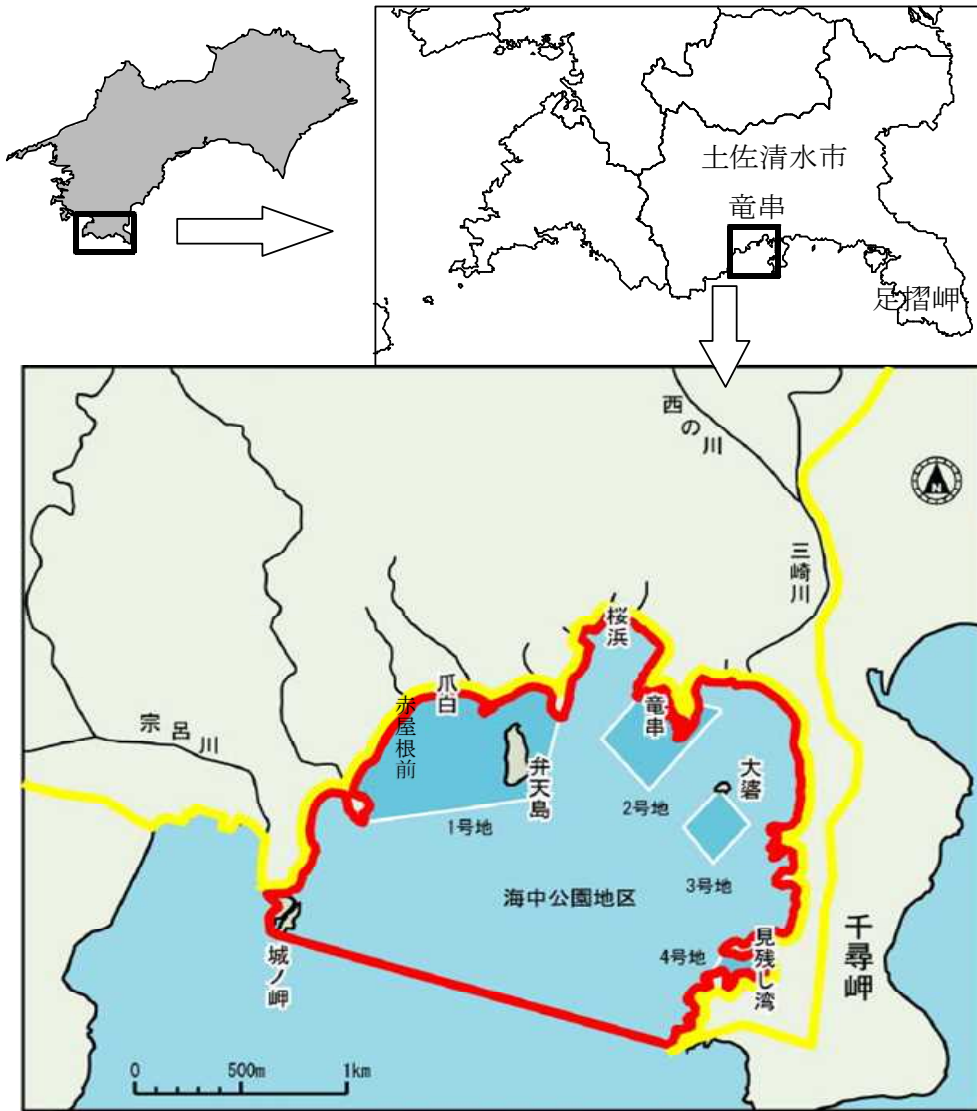 土佐清水市
竜串
足摺岬
西の川
N
三崎川
桜浜
爪白
赤屋根前
竜串
宗呂川
弁天島
大碆
1号地
2号地
3号地
海中公園地区
4号地
見残し湾
千尋岬
城ノ岬
0 500m 1km